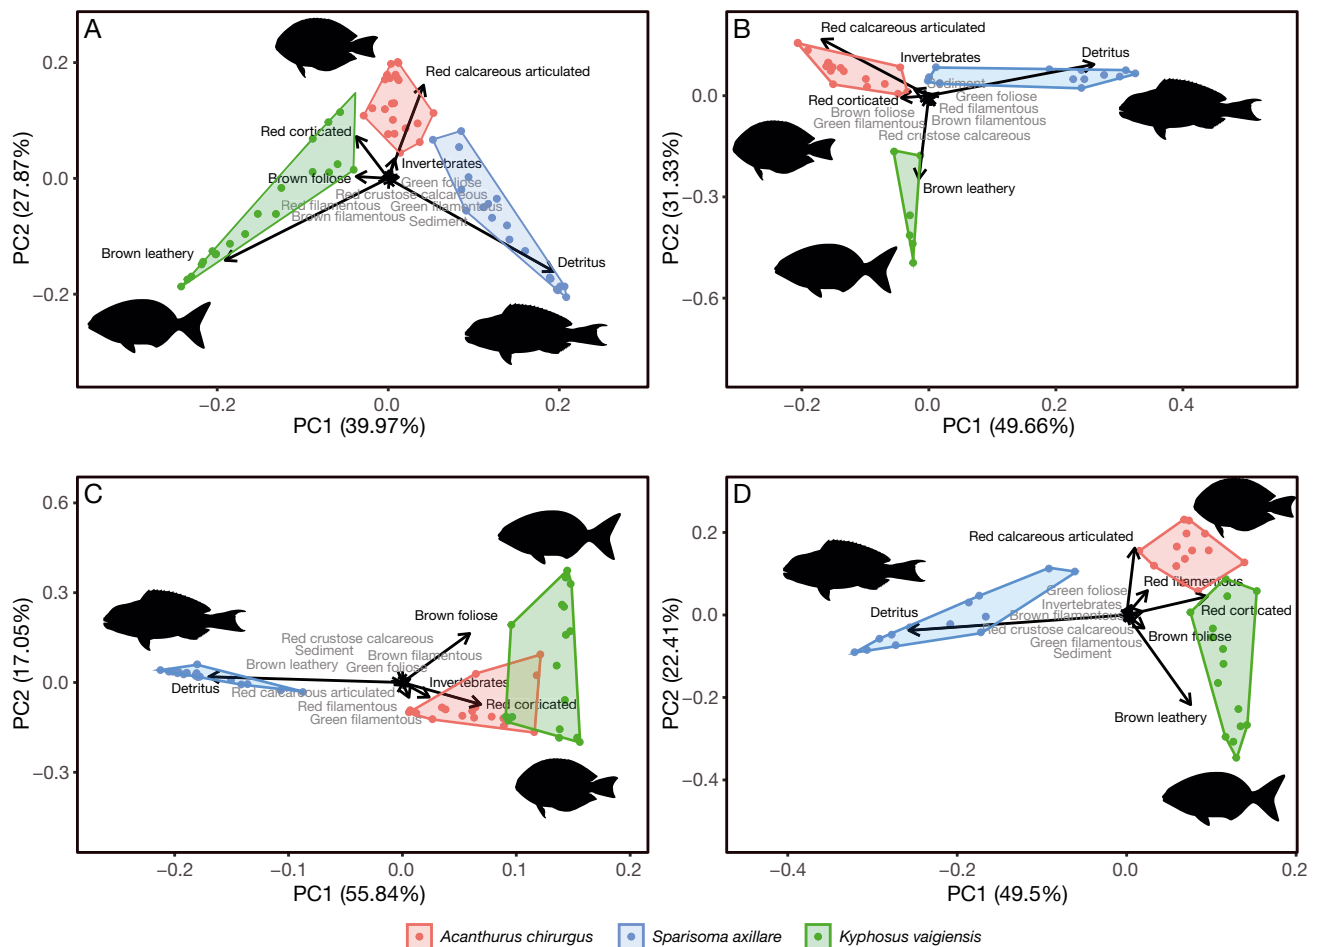 A
Red calcareous articulated
Red corticated
Invertebrates
Brown foliose
Green foliose
Red crustose calcareous
Red filamentous
Green filamentous
Brown filamentous
Sediment
Brown leathery
Detritus
0.2
0.0
−0.2
−0.2
0.0
0.2
PC1 (39.97%)
PC2 (27.87%)
B
Red calcareous articulated
Invertebrates
Detritus
Sediment
Green foliose
Red corticated
Red filamentous
Brown foliose
Brown filamentous
Green filamentous
Red crustose calcareous
Brown leathery
0.0
−0.3
−0.6
−0.2
0.0
0.2
0.4
PC1 (49.66%)
PC2 (31.33%)
C
Brown foliose
Red crustose calcareous
Sediment
Brown filamentous
Brown leathery
Green foliose
Detritus
Invertebrates
Red calcareous articulated
Red corticated
Red filamentous
Green filamentous
0.6
0.3
0.0
−0.3
−0.2
−0.1
0.0
0.1
0.2
PC1 (55.84%)
PC2 (17.05%)
D
Red calcareous articulated
Red filamentous
Green foliose
Invertebrates
Detritus
Red corticated
Brown filamentous
Red crustose calcareous
Brown foliose
Green filamentous
Sediment
Brown leathery
0.2
0.0
−0.2
−0.4
−0.4
−0.2
0.0
0.2
PC1 (49.5%)
PC2 (22.41%)
Acanthurus chirurgus
Sparisoma axillare
Kyphosus vaigiensis